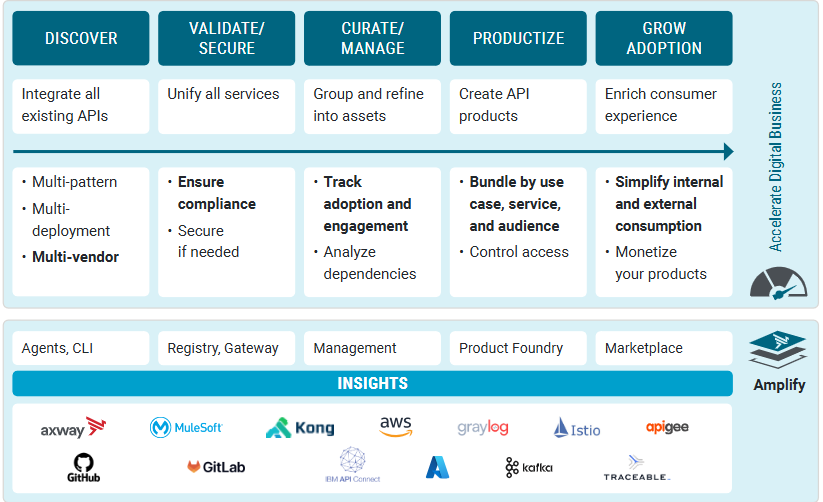 DISCOVER
VALIDATE/
SECURE
CURATE/
MANAGE
PRODUCTIZE
GROW
ADOPTION
Integrate all
existing APIs
Unify all services
Group and refine
into assets
Create API
products
Enrich consumer
experience
• Multi-pattern
• Multi-
deployment
• Multi-vendor
• Ensure
compliance
• Secure
if needed
• Track
adoption and
engagement
• Analyze
dependencies
• Bundle by use
case, service,
and audience
• Control access
• Simplify internal
and external
consumption
• Monetize
your products
Accelerate Digital Business
Agents, CLI
Registry, Gateway
Management
Product Foundry
Marketplace
Amplify
INSIGHTS
axway
MuleSoft
Kong
aws
graylog
Istio
apigee
GitHub
GitLab
IBM API Connect
kafka
TRACEABLE